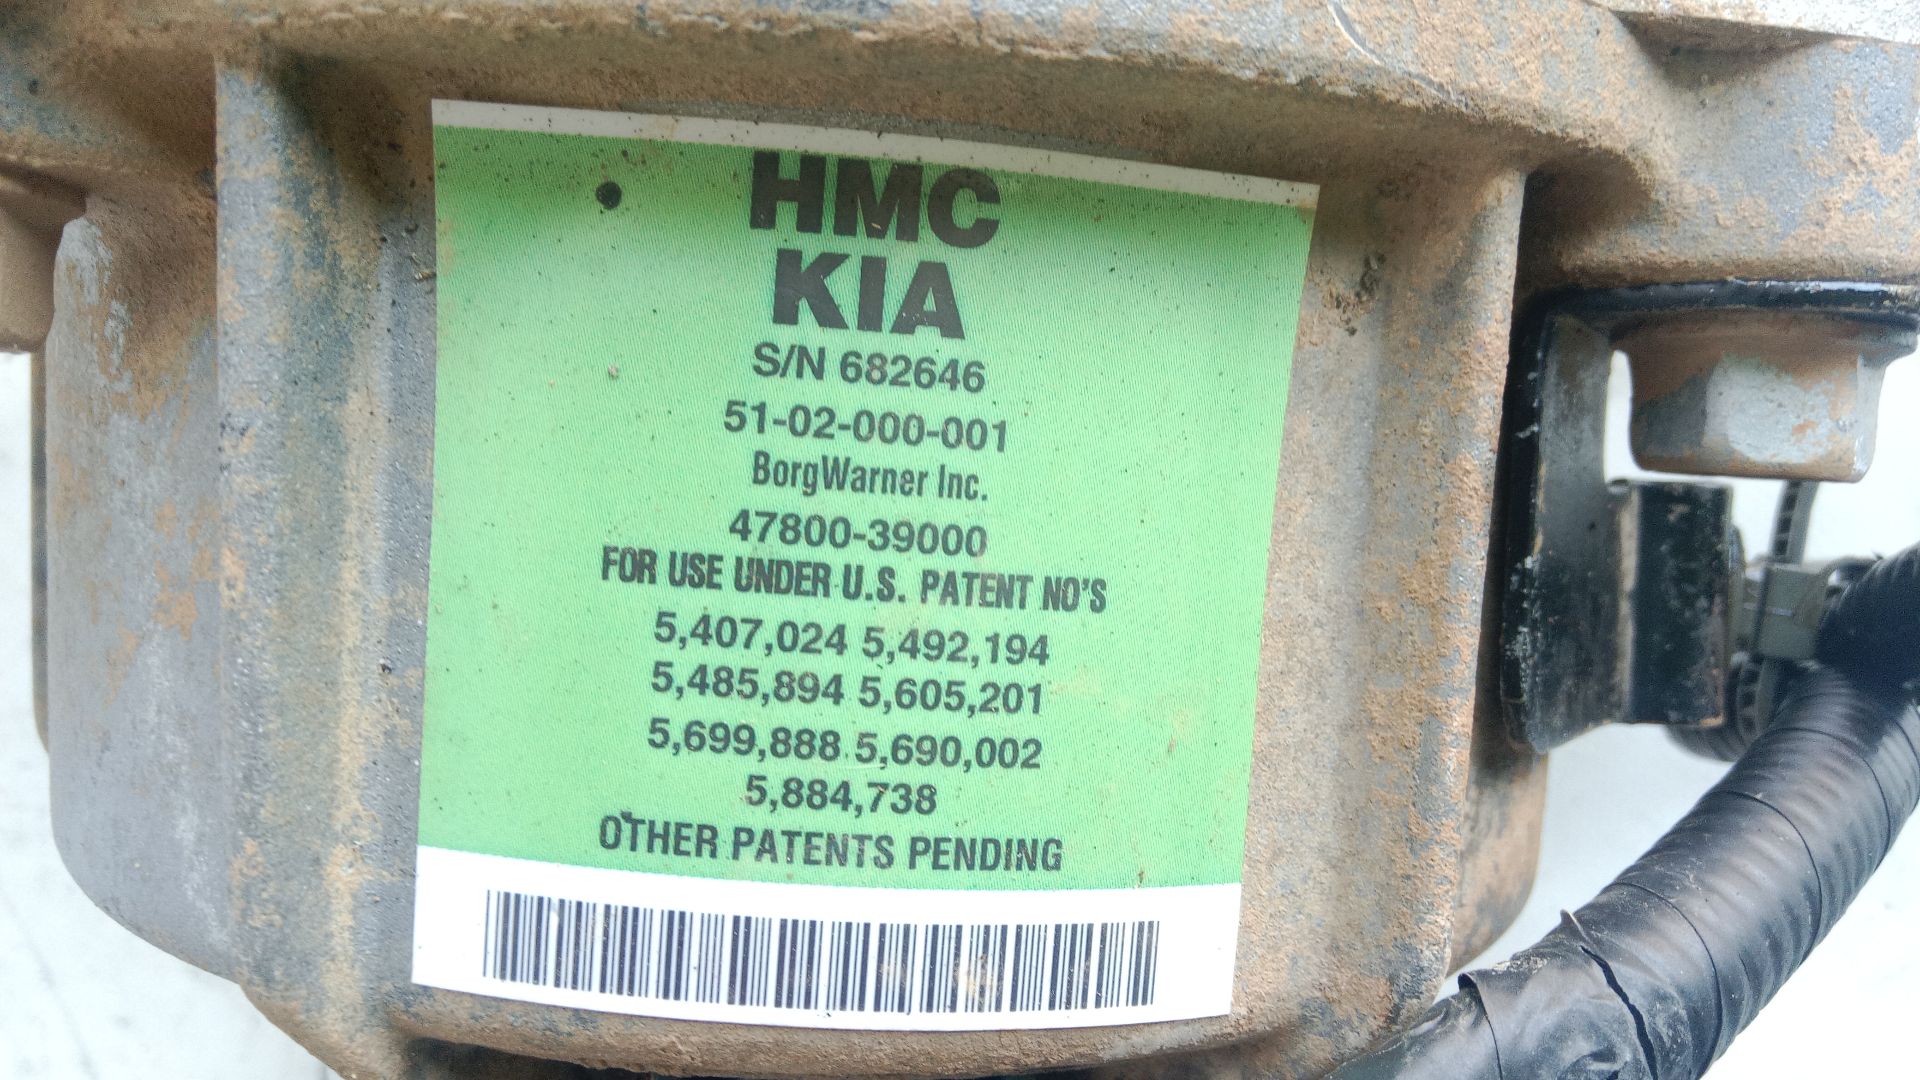 HMC
KIA
S/N 682646
51-02-000-001
BorgWarner Inc.
47800-39000
FOR USE UNDER U.S. PATENT NO'S
5,407,024 5,492,194
5,485,894 5,605,201
5,699,888 5,690,002
5,884,738
OTHER PATENTS PENDING